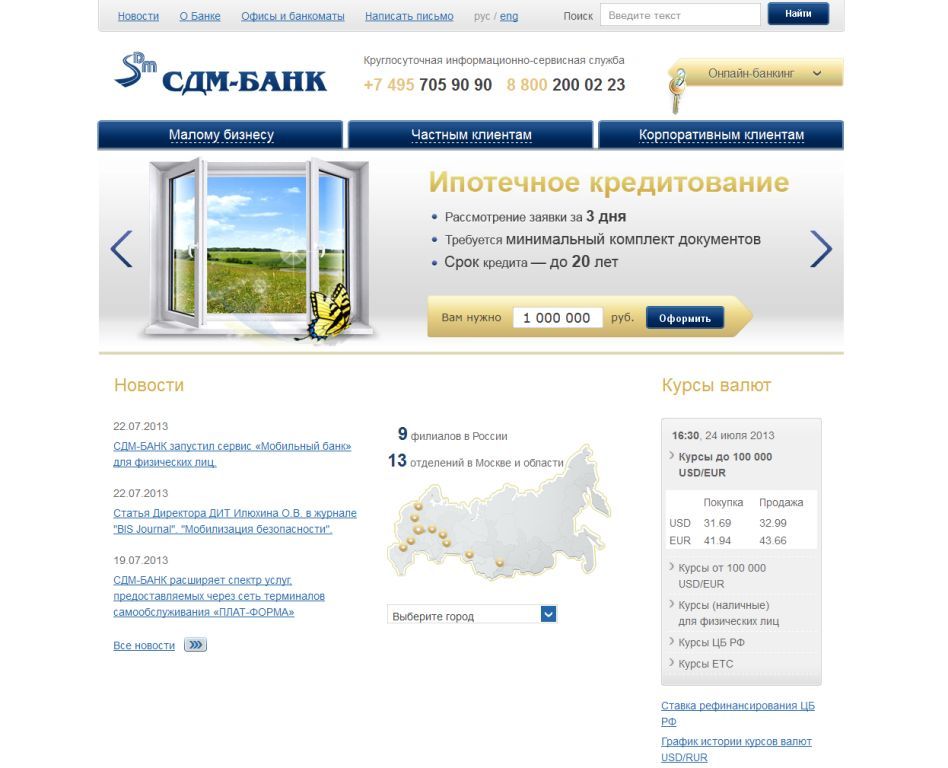 Новости О Банке Офисы и банкоматы Написать письмо рус / eng Поиск Введите текст Найти
SDm СДМ-БАНК
Круглосуточная информационно-сервисная служба
+7 495 705 90 90 8 800 200 02 23
Онлайн-банкинг
Малому бизнесу Частным клиентам Корпоративным клиентам
Ипотечное кредитование
Рассмотрение заявки за 3 дня
Требуется минимальный комплект документов
Срок кредита — до 20 лет
Вам нужно 1 000 000 руб. Оформить
Новости
22.07.2013
СДМ-БАНК запустил сервис «Мобильный банк»
для физических лиц.
22.07.2013
Статья Директора ДИТ Илюхина О.В. в журнале
"BIS Journal". "Мобилизация безопасности".
19.07.2013
СДМ-БАНК расширяет спектр услуг,
предоставляемых через сеть терминалов
самообслуживания «ПЛАТ-ФОРМА»
Все новости
9 филиалов в России
13 отделений в Москве и области
Выберите город
Курсы валют
16:30, 24 июля 2013
Курсы до 100 000
USD/EUR
Покупка Продажа
USD 31.69 32.99
EUR 41.94 43.66
Курсы от 100 000
USD/EUR
Курсы (наличные)
для физических лиц
Курсы ЦБ РФ
Курсы ЕТС
Ставка рефинансирования ЦБ
РФ
График истории курсов валют
USD/RUR